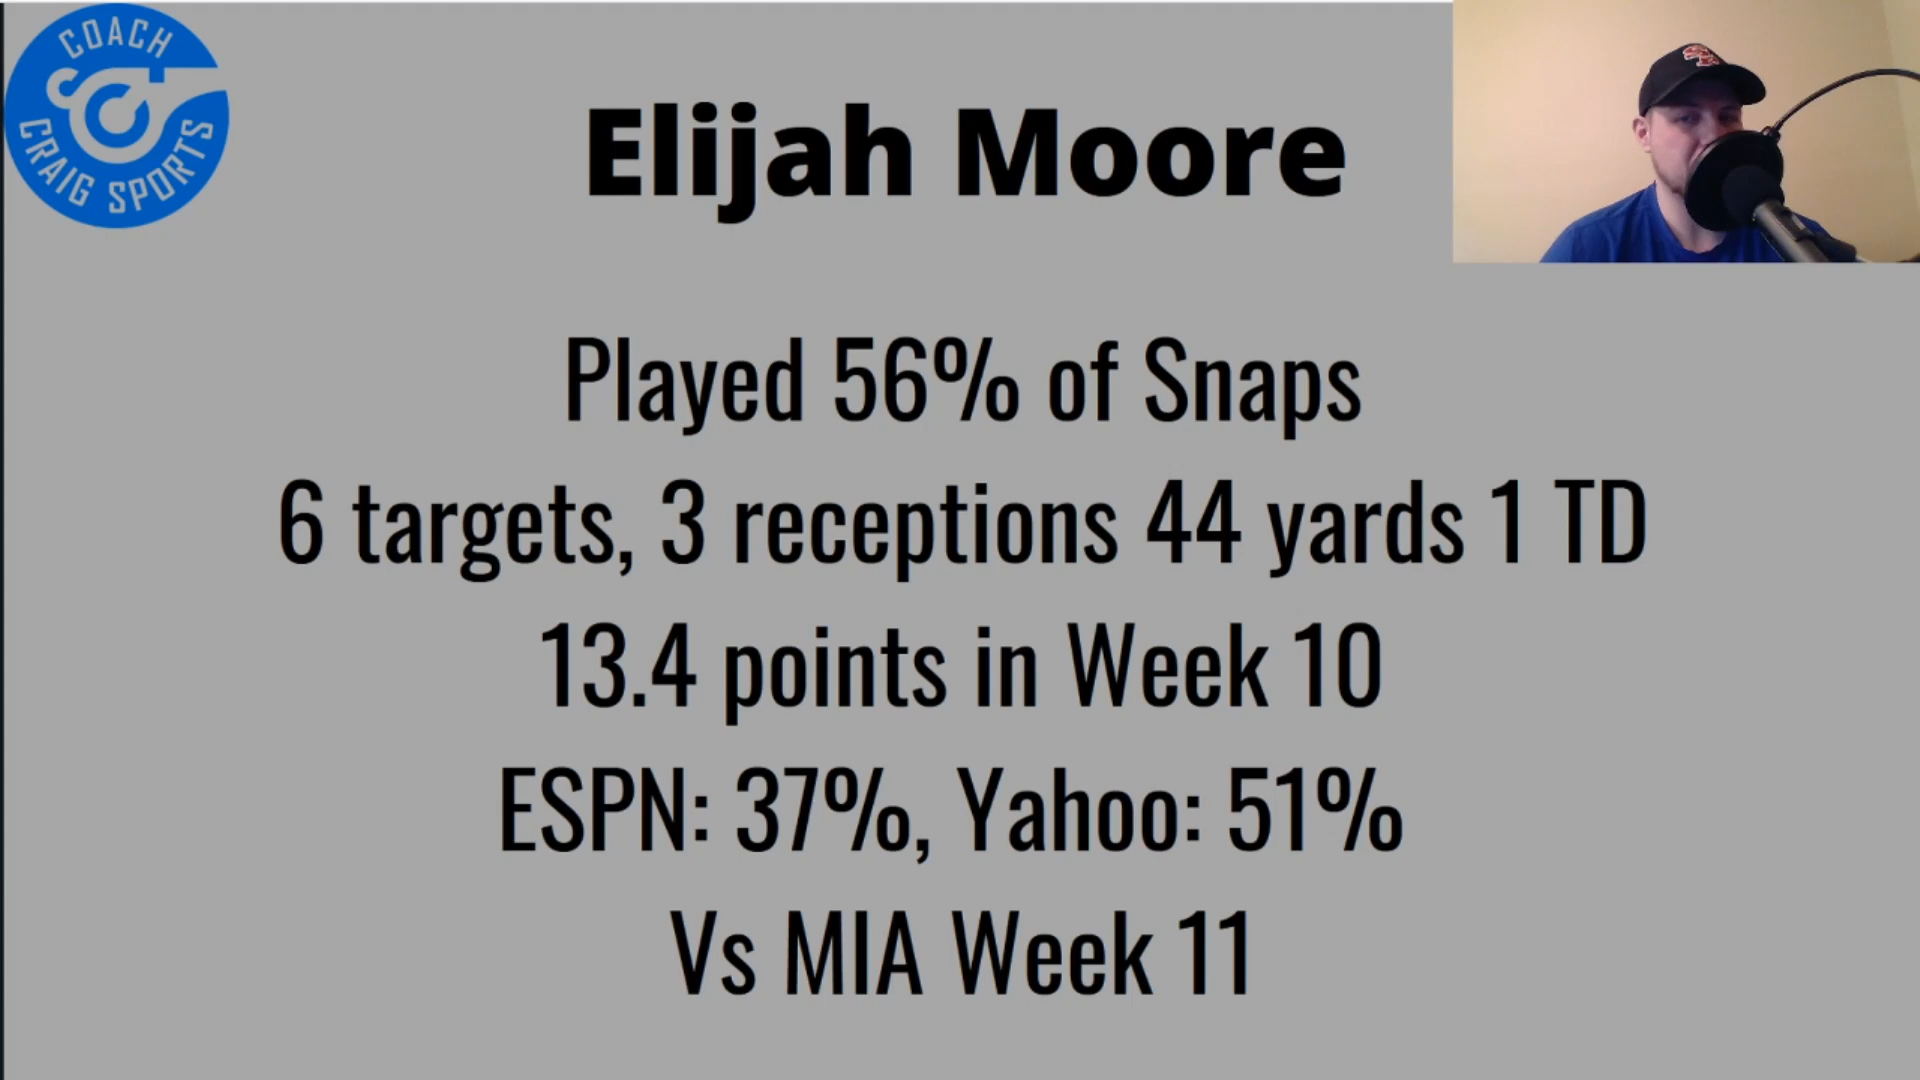 COACH
CRAIG SPORTS
Elijah Moore
Played 56% of Snaps
6 targets, 3 receptions 44 yards 1 TD
13.4 points in Week 10
ESPN: 37%, Yahoo: 51%
Vs MIA Week 11